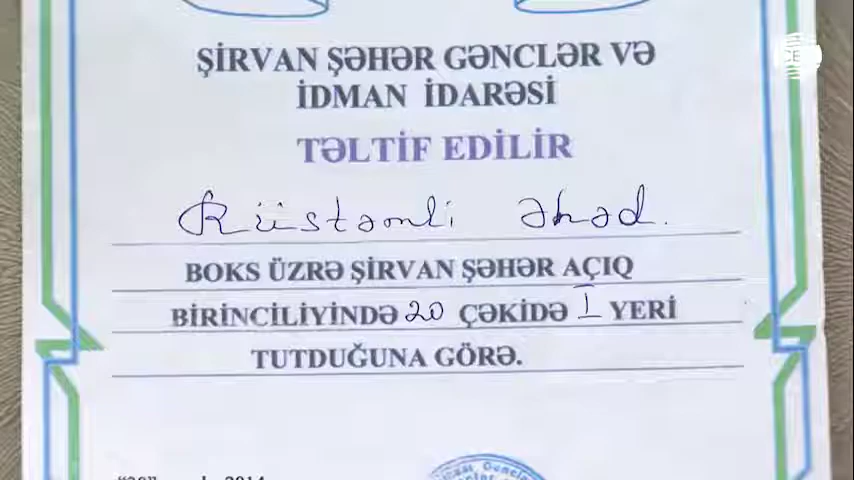 ŞİRVAN ŞƏHƏR GƏNCLƏR VƏ
İDMAN İDARƏSİ
TƏLTİF EDİLİR
Rüstəmli Əhəd.
BOKS ÜZRƏ ŞİRVAN ŞƏHƏR AÇIQ
BİRİNCİLİYİNDƏ 20 ÇƏKİDƏ I YERİ
TUTDUĞUNA GÖRƏ.